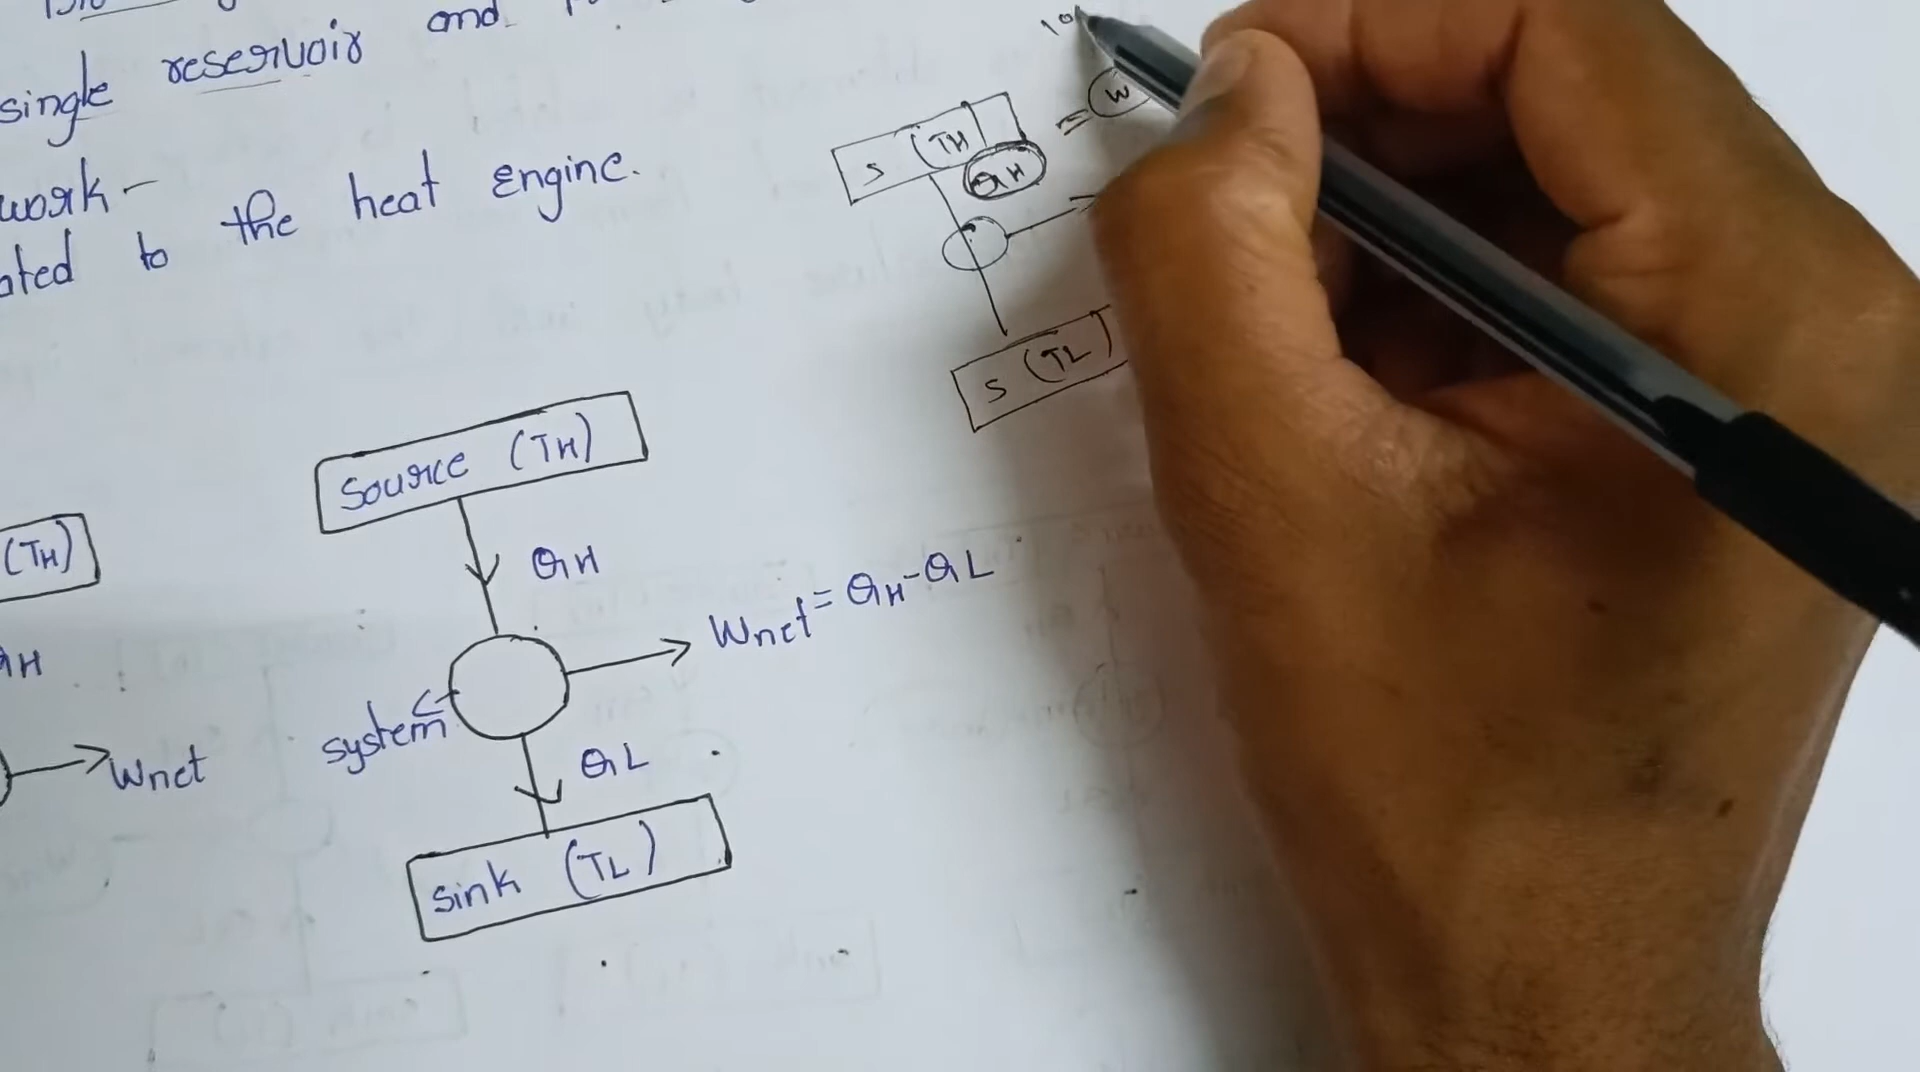 single reservoir and
work-
ated to the heat engine.
S (TH)
QH
= W
S (TL)
Source (TH)
QH
Wnet = QH-QL
system
QL
Sink (TL)
(TH)
QH
Wnet